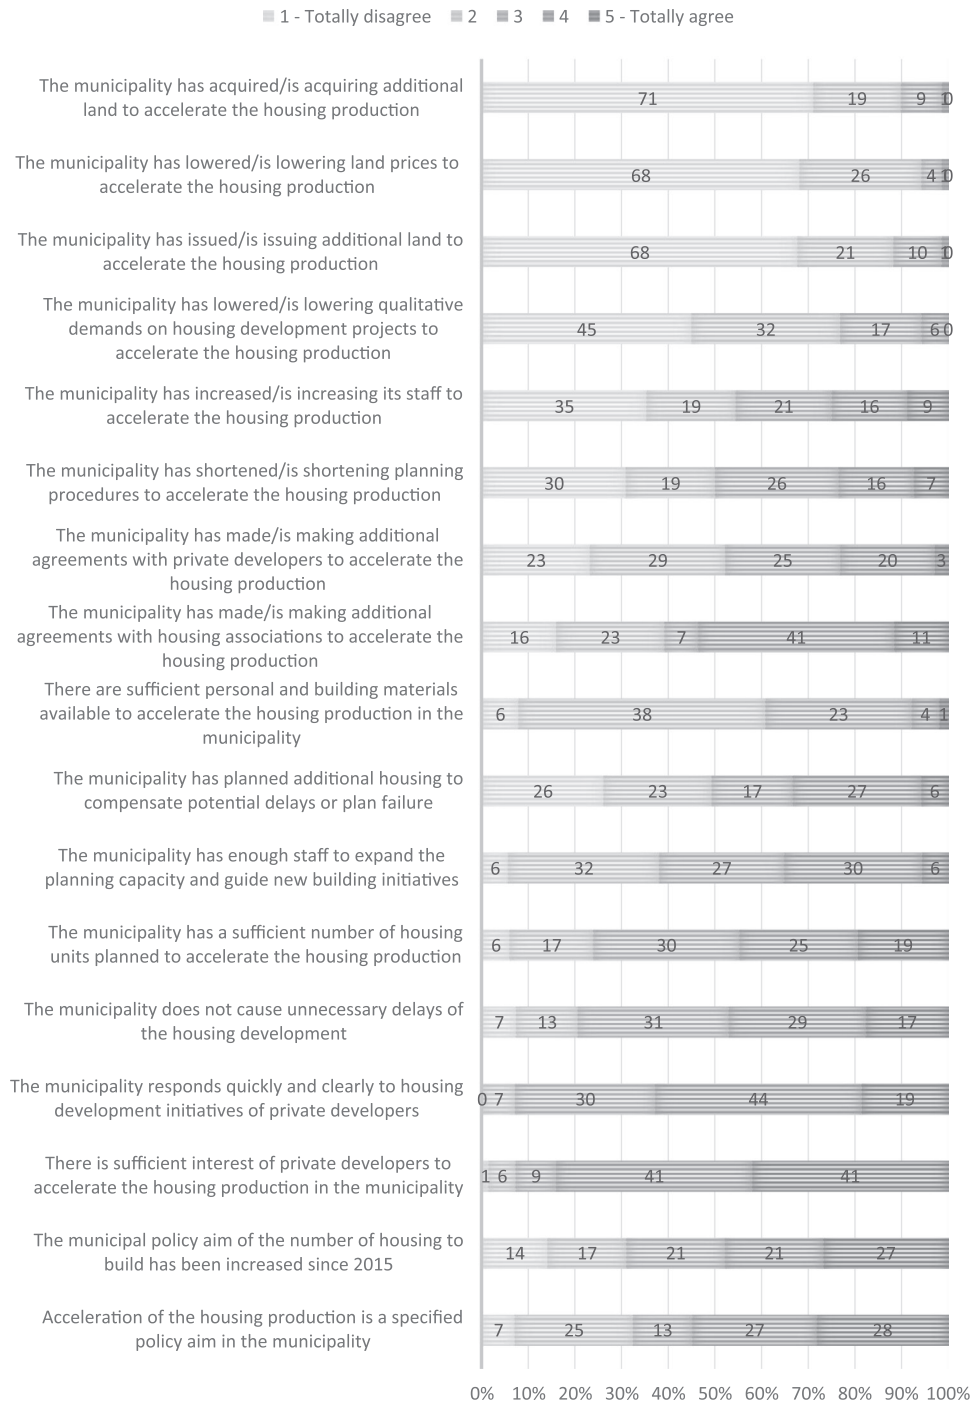 1 - Totally disagree 2 3 4 5 - Totally agree
The municipality has acquired/is acquiring additional
land to accelerate the housing production
71 19 9 1 0
The municipality has lowered/is lowering land prices to
accelerate the housing production
68 26 4 1 0
The municipality has issued/is issuing additional land to
accelerate the housing production
68 21 10 1 0
The municipality has lowered/is lowering qualitative
demands on housing development projects to
accelerate the housing production
45 32 17 6 0
The municipality has increased/is increasing its staff to
accelerate the housing production
35 19 21 16 9
The municipality has shortened/is shortening planning
procedures to accelerate the housing production
30 19 26 16 7
The municipality has made/is making additional
agreements with private developers to accelerate the
housing production
23 29 25 20 3
The municipality has made/is making additional
agreements with housing associations to accelerate the
housing production
16 23 7 41 11
There are sufficient personal and building materials
available to accelerate the housing production in the
municipality
6 38 23 4 1
The municipality has planned additional housing to
compensate potential delays or plan failure
26 23 17 27 6
The municipality has enough staff to expand the
planning capacity and guide new building initiatives
6 32 27 30 6
The municipality has a sufficient number of housing
units planned to accelerate the housing production
6 17 30 25 19
The municipality does not cause unnecessary delays of
the housing development
7 13 31 29 17
The municipality responds quickly and clearly to housing
development initiatives of private developers
0 7 30 44 19
There is sufficient interest of private developers to
accelerate the housing production in the municipality
1 6 9 41 41
The municipal policy aim of the number of housing to
build has been increased since 2015
14 17 21 21 27
Acceleration of the housing production is a specified
policy aim in the municipality
7 25 13 27 28
0% 10% 20% 30% 40% 50% 60% 70% 80% 90% 100%